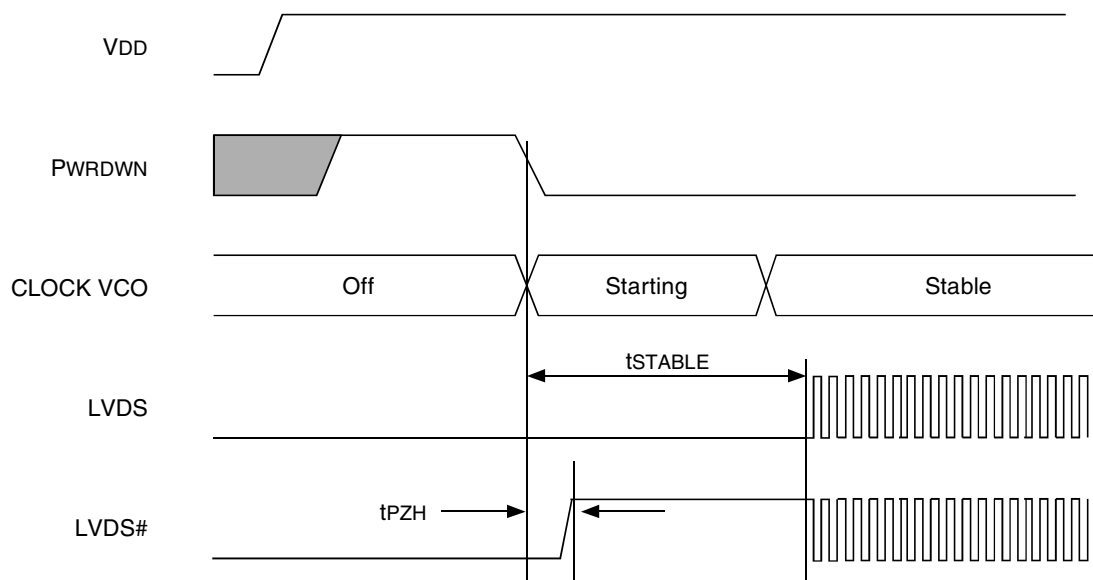 VDD
PWRDWN
CLOCK VCO
Off
Starting
Stable
tSTABLE
LVDS
tPZH
LVDS#